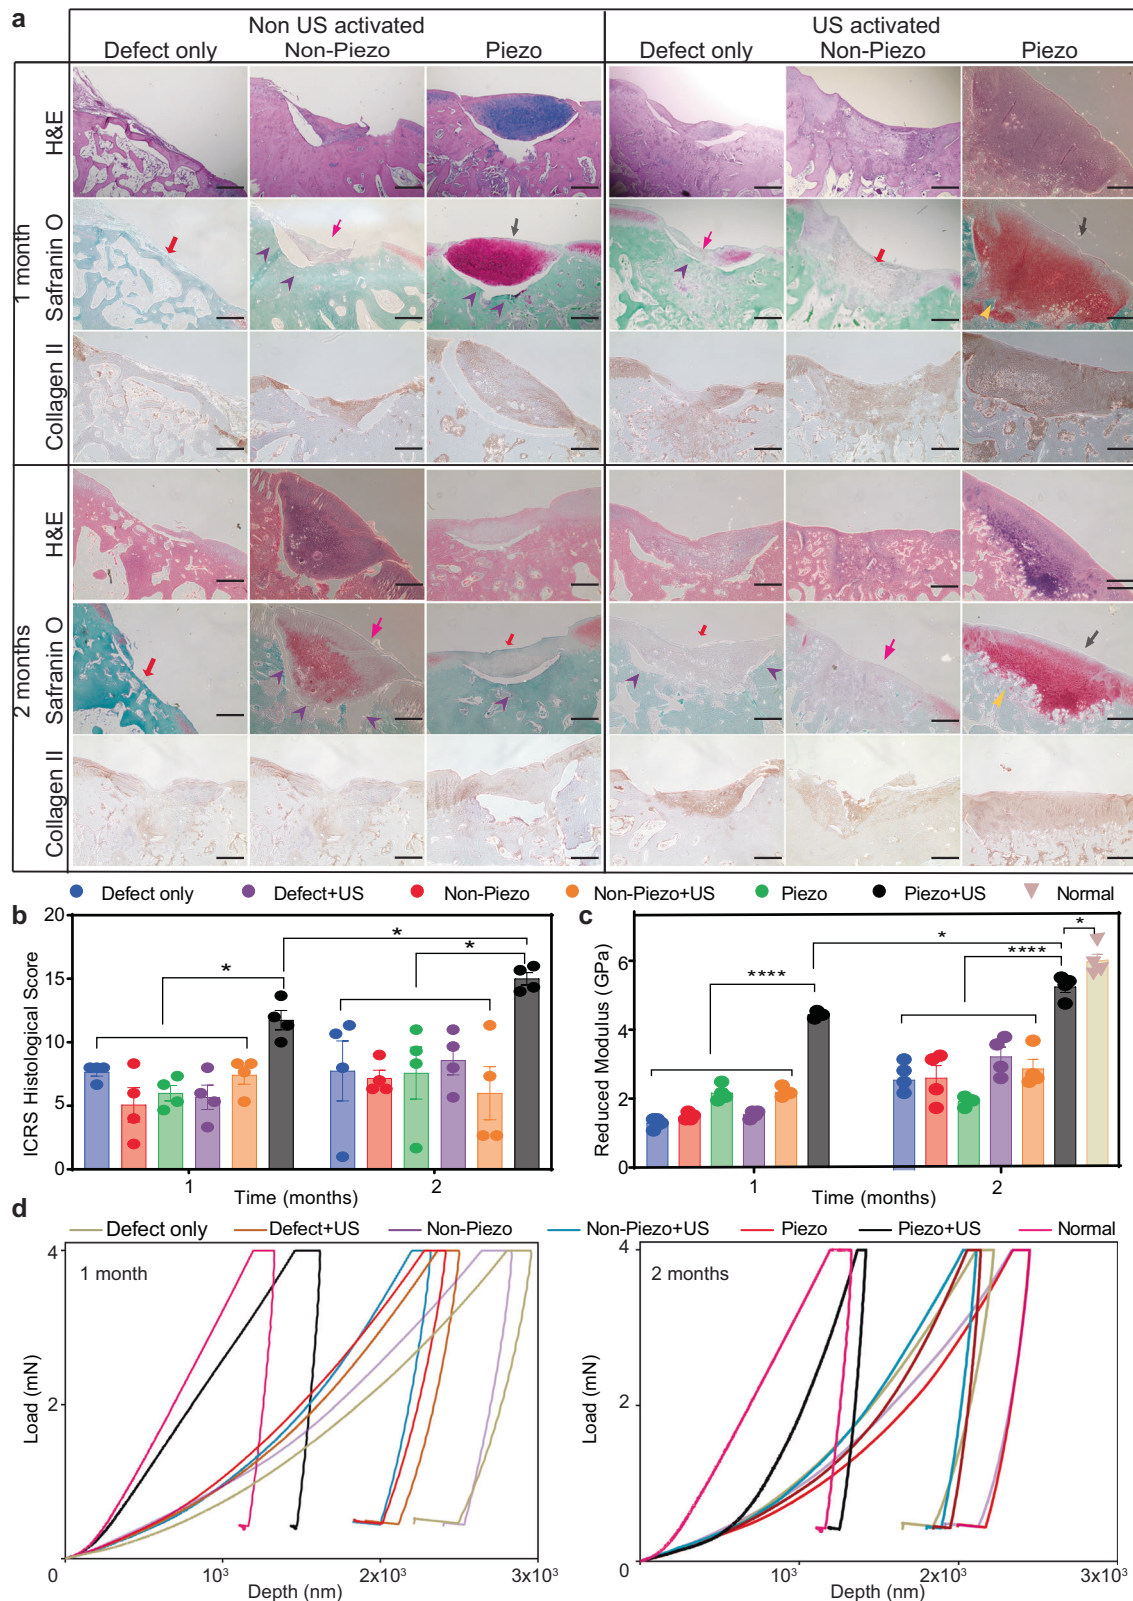 a
Non US activated
US activated
Defect only
Non-Piezo
Piezo
Defect only
Non-Piezo
Piezo
1 month
H&E
Safranin O
Collagen II
2 months
H&E
Safranin O
Collagen II
Defect only
Defect+US
Non-Piezo
Non-Piezo+US
Piezo
Piezo+US
Normal
b
20
15
10
5
0
ICRS Histological Score
*
*
*
1
2
Time (months)
c
6
4
2
0
Reduced Modulus (GPa)
****
*
****
*
1
2
Time (months)
d
Defect only
Defect+US
Non-Piezo
Non-Piezo+US
Piezo
Piezo+US
Normal
4
2
0
Load (mN)
1 month
0
10³
2x10³
3x10³
Depth (nm)
4
2
0
Load (mN)
2 months
10³
2x10³
3x10³
Depth (nm)